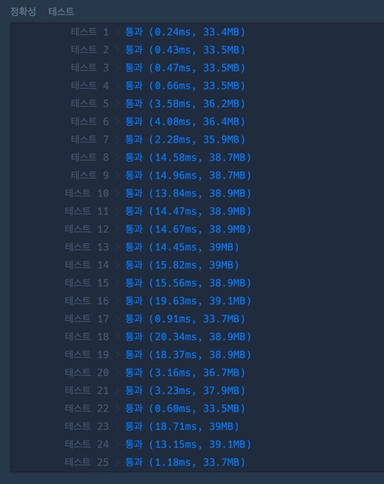 정확성 테스트
테스트 1 〉 통과 (0.24ms, 33.4MB)
테스트 2 〉 통과 (0.43ms, 33.5MB)
테스트 3 〉 통과 (0.47ms, 33.5MB)
테스트 4 〉 통과 (0.66ms, 33.5MB)
테스트 5 〉 통과 (3.58ms, 36.2MB)
테스트 6 〉 통과 (4.08ms, 36.4MB)
테스트 7 〉 통과 (2.28ms, 35.9MB)
테스트 8 〉 통과 (14.58ms, 38.7MB)
테스트 9 〉 통과 (14.96ms, 38.7MB)
테스트 10 〉 통과 (13.84ms, 38.9MB)
테스트 11 〉 통과 (14.47ms, 38.9MB)
테스트 12 〉 통과 (14.67ms, 38.9MB)
테스트 13 〉 통과 (14.45ms, 39MB)
테스트 14 〉 통과 (15.82ms, 39MB)
테스트 15 〉 통과 (15.56ms, 38.9MB)
테스트 16 〉 통과 (19.63ms, 39.1MB)
테스트 17 〉 통과 (0.91ms, 33.7MB)
테스트 18 〉 통과 (20.34ms, 38.9MB)
테스트 19 〉 통과 (18.37ms, 38.9MB)
테스트 20 〉 통과 (3.16ms, 36.7MB)
테스트 21 〉 통과 (3.23ms, 37.9MB)
테스트 22 〉 통과 (0.60ms, 33.5MB)
테스트 23 〉 통과 (18.71ms, 39MB)
테스트 24 〉 통과 (13.15ms, 39.1MB)
테스트 25 〉 통과 (1.18ms, 33.7MB)